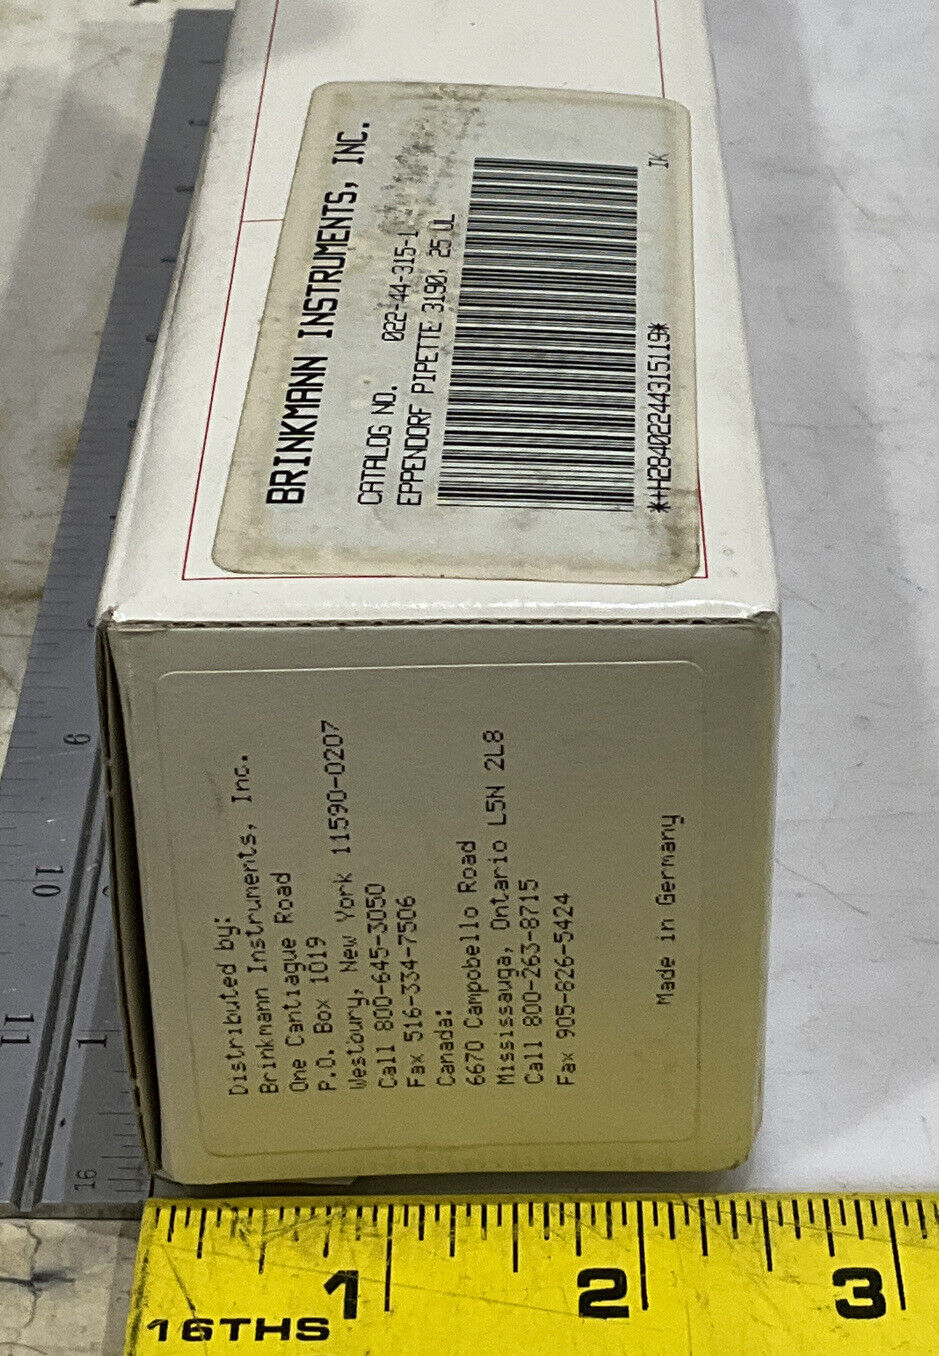 BRINKMANN INSTRUMENTS, INC.
CATALOG NO. 022-44-315-1
EPPENDORF PIPETTE 3190, 25 UL
*+H28402244315119*
IK
Distributed by:
Brinkmann Instruments, Inc.
One Cantiague Road
P.O. Box 1019
Westbury, New York 11590-0207
Call 800-645-3050
Fax 516-334-7506
Canada:
6670 Campobello Road
Mississauga, Ontario L5N 2L8
Call 800-263-8715
Fax 905-826-5424
Made in Germany
9
10
11
1
16
1 2 3
16THS